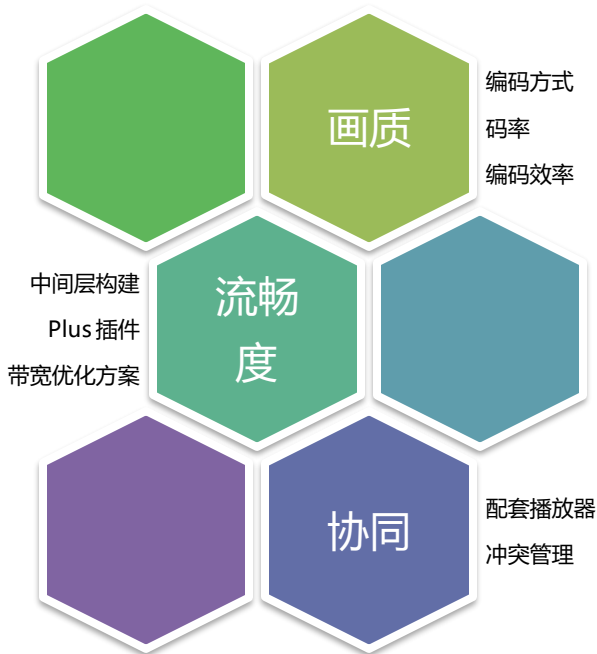 画质
编码方式
码率
编码效率
中间层构建
Plus 插件
带宽优化方案
流畅
度
协同
配套播放器
冲突管理